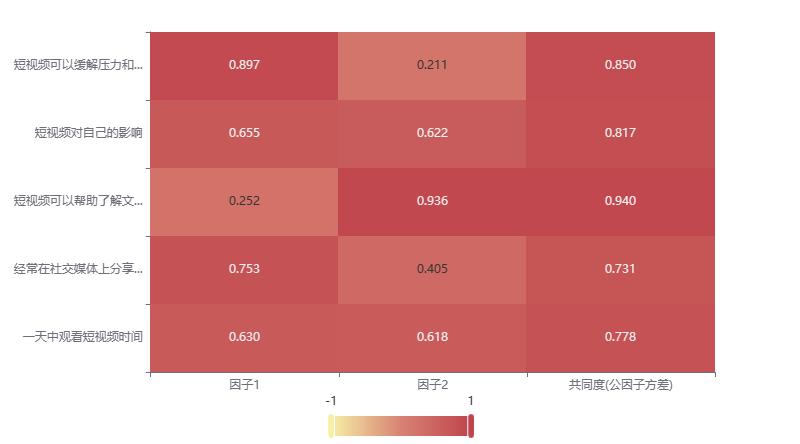 短视频可以缓解压力和... 0.897 0.211 0.850
短视频对自己的影响 0.655 0.622 0.817
短视频可以帮助了解文... 0.252 0.936 0.940
经常在社交媒体上分享... 0.753 0.405 0.731
一天中观看短视频时间 0.630 0.618 0.778
因子1 因子2 共同度(公因子方差)
-1 1